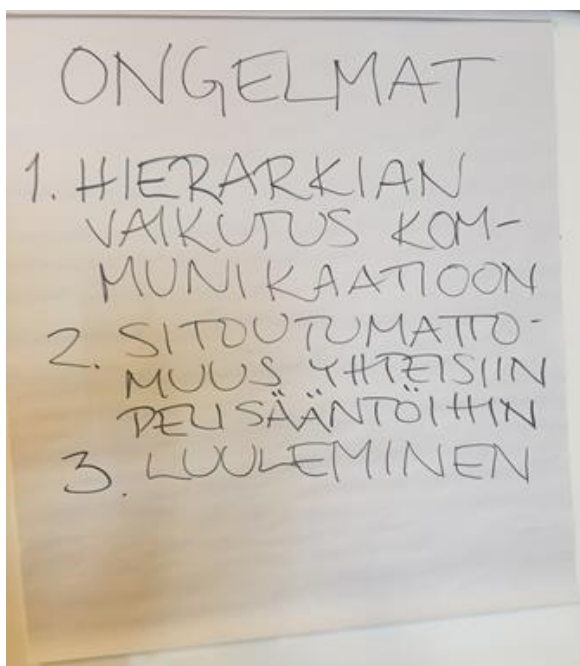 ONGELMAT
1. HIERARKIAN
VAIKUTUS KOM-
MUNIKAATIOON
2. SITOUTUMATTO-
MUUS YHTEISIIN
PELISÄÄNTÖIHIN
3. LUULEMINEN